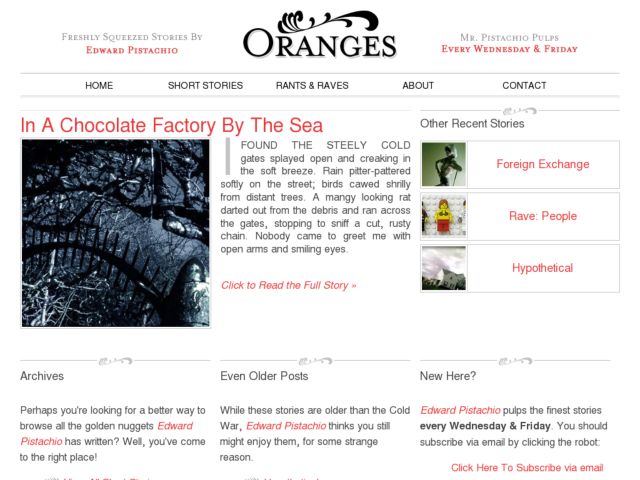 Freshly Squeezed Stories By
Edward Pistachio
Oranges
Mr. Pistachio Pulps
Every Wednesday & Friday
HOME
SHORT STORIES
RANTS & RAVES
ABOUT
CONTACT
In A Chocolate Factory By The Sea
I FOUND THE STEELY COLD
gates splayed open and creaking in
the soft breeze. Rain pitter-pattered
softly on the street; birds cawed shrilly
from distant trees. A mangy looking rat
darted out from the debris and ran across
the gates, stopping to sniff a cut, rusty
chain. Nobody came to greet me with
open arms and smiling eyes.
Click to Read the Full Story »
Other Recent Stories
Foreign Exchange
Rave: People
Hypothetical
Archives
Perhaps you're looking for a better way to
browse all the golden nuggets Edward
Pistachio has written? Well, you've come
to the right place!
Even Older Posts
While these stories are older than the Cold
War, Edward Pistachio thinks you still
might enjoy them, for some strange
reason.
New Here?
Edward Pistachio pulps the finest stories
every Wednesday & Friday. You should
subscribe via email by clicking the robot:
Click Here To Subscribe via email